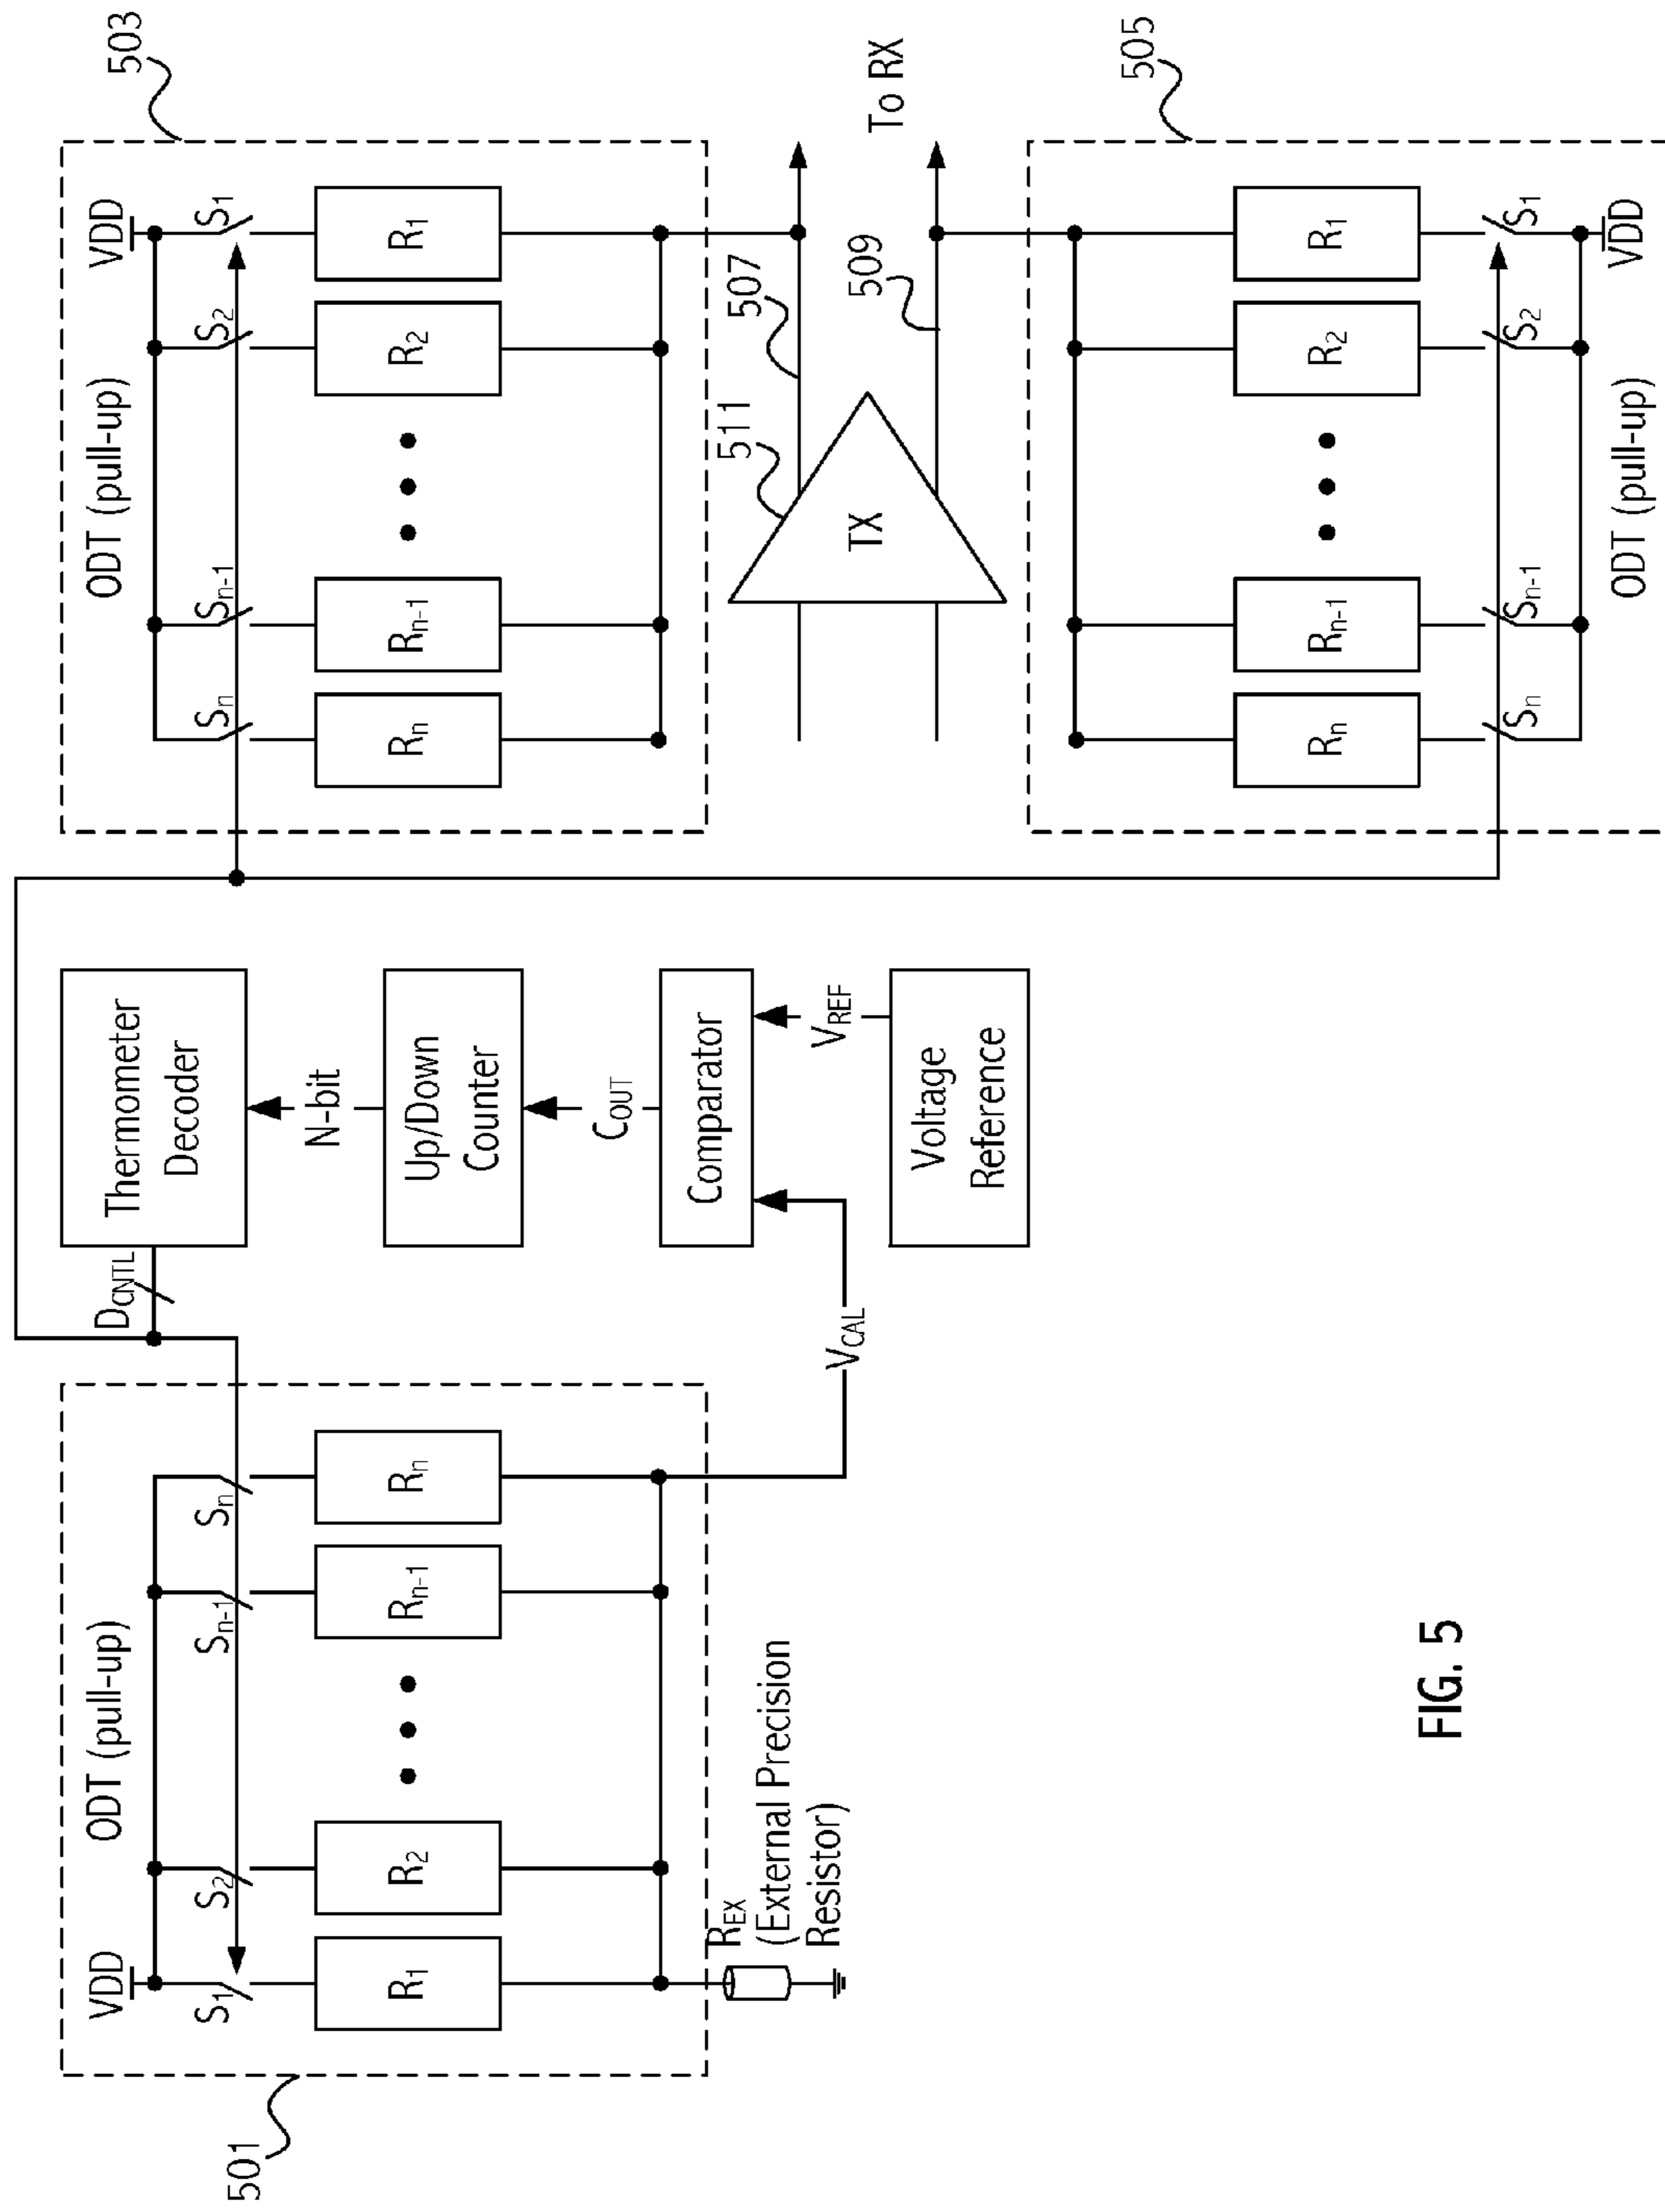 501
ODT (pull-up)
VDD
S1
S2
Sn-1
Sn
R1
R2
Rn-1
Rn
REX
(External Precision
Resistor)
VCAL
DCNTL
Thermometer
Decoder
N-bit
Up/Down
Counter
COUT
Comparator
VREF
Voltage
Reference
503
ODT (pull-up)
VDD
Sn
Sn-1
S2
S1
Rn
Rn-1
R2
R1
511
507
TX
509
To RX
505
Rn
Rn-1
R2
R1
Sn
Sn-1
S2
S1
ODT (pull-up)
VDD
FIG. 5